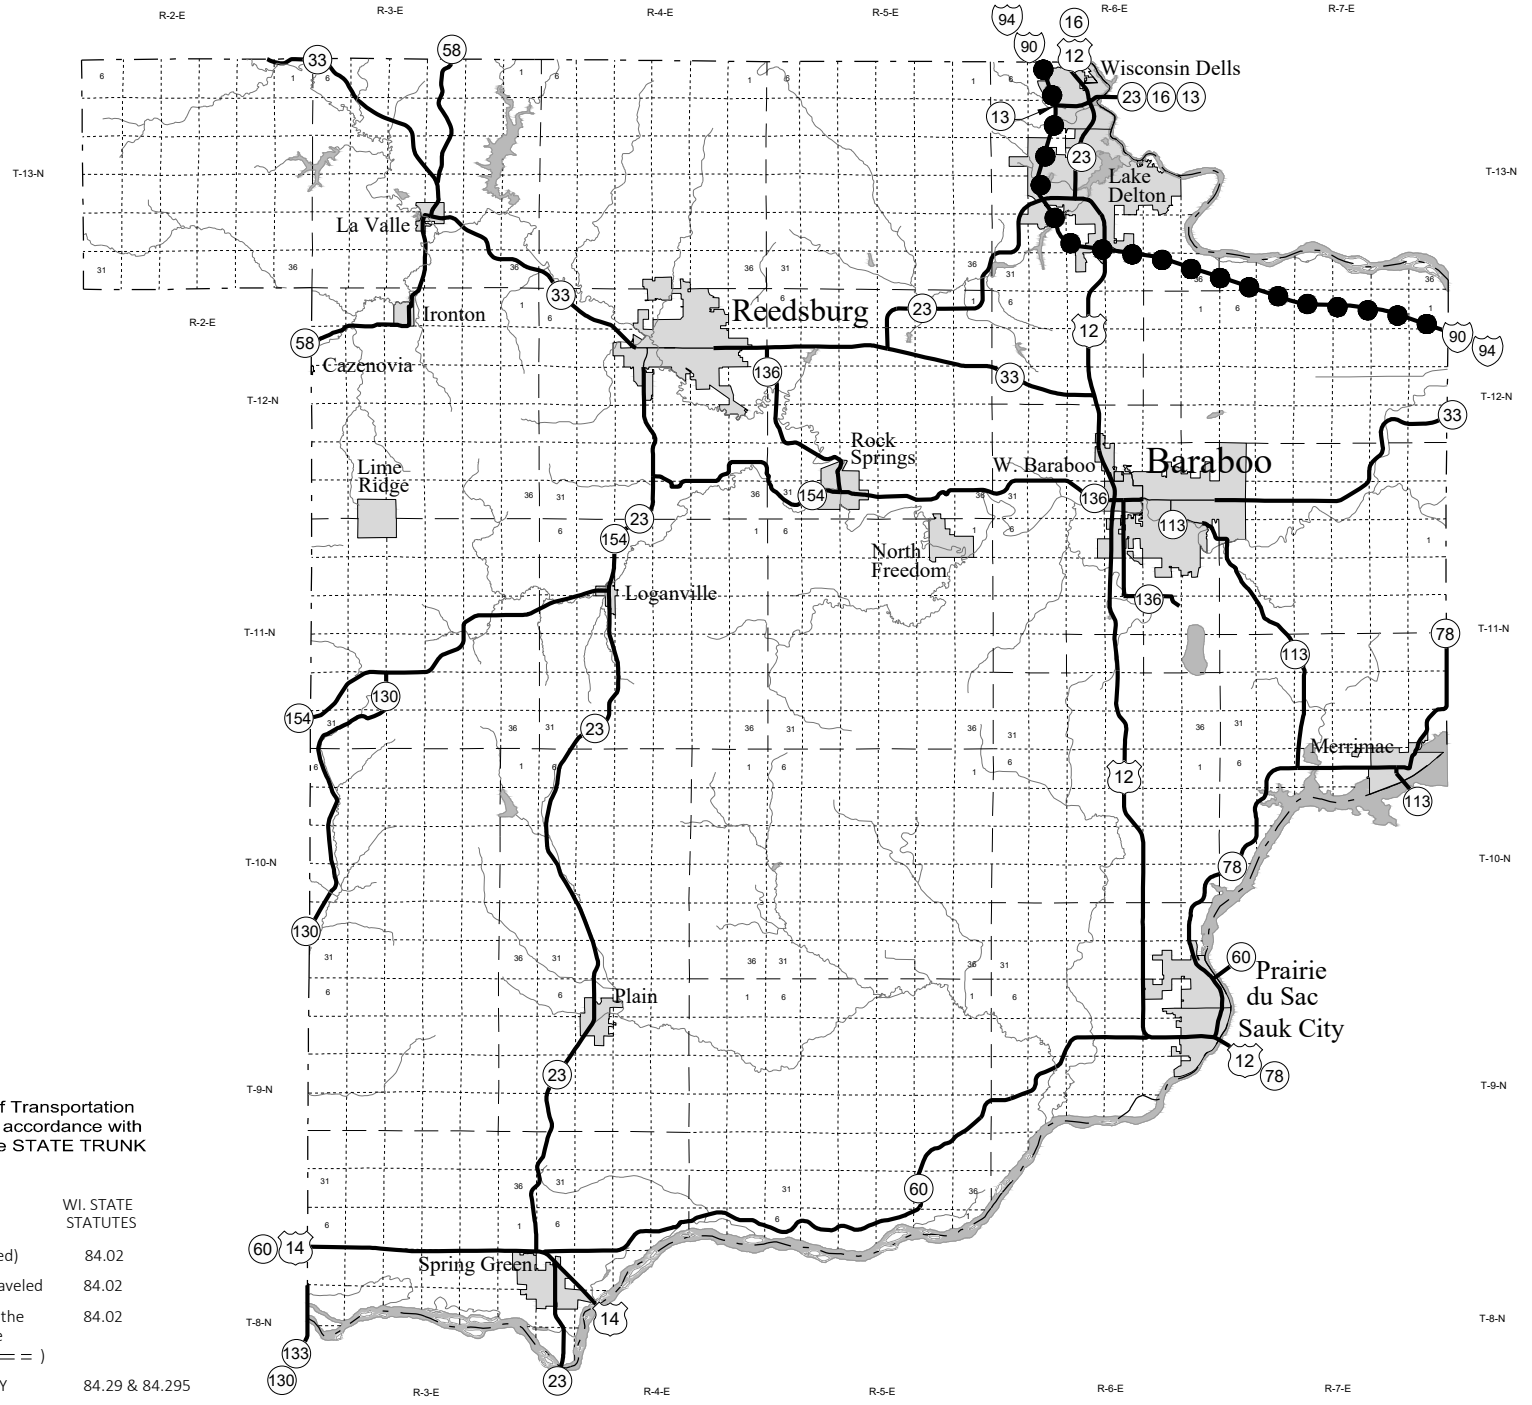 R-2-E
R-3-E
R-4-E
R-5-E
R-6-E
R-7-E
94
16
90
12
33
58
Wisconsin Dells
23 16 13
13
23
T-13-N
T-13-N
Lake
Delton
La Valle
33
Reedsburg
23
Ironton
R-2-E
12
58
90
94
Cazenovia
136
33
T-12-N
T-12-N
33
Rock
Springs
W. Baraboo
Baraboo
Lime
Ridge
154
136
23
113
154
North
Freedom
Loganville
136
T-11-N
T-11-N
78
113
130
154
23
Merrimac
12
113
T-10-N
T-10-N
78
130
60
Prairie
du Sac
Plain
Sauk City
12
78
23
T-9-N
T-9-N
f Transportation
accordance with
e STATE TRUNK
60
WI. STATE
STATUTES
60 14
ed) 84.02
Spring Green
aveled 84.02
the 84.02
e
== = )
14
T-8-N
T-8-N
133
130
23
Y 84.29 & 84.295
R-3-E
R-4-E
R-5-E
R-6-E
R-7-E